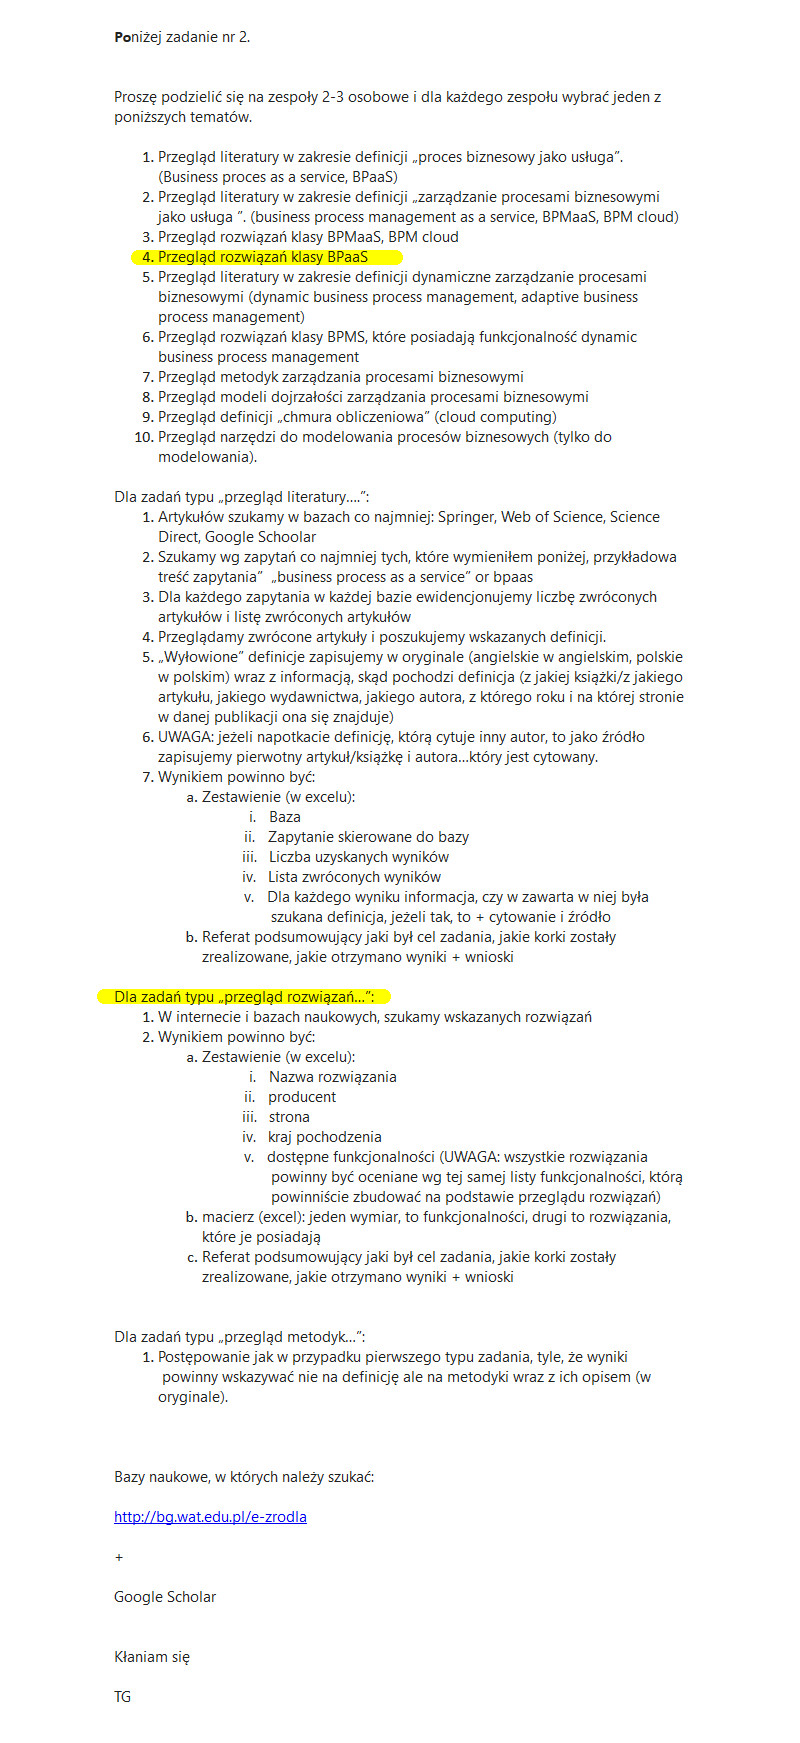 Poniżej zadanie nr 2.
Proszę podzielić się na zespoły 2-3 osobowe i dla każdego zespołu wybrać jeden z
poniższych tematów.
1. Przegląd literatury w zakresie definicji „proces biznesowy jako usługa”.
(Business proces as a service, BPaaS)
2. Przegląd literatury w zakresie definicji „zarządzanie procesami biznesowymi
jako usługa ”. (business process management as a service, BPMaaS, BPM cloud)
3. Przegląd rozwiązań klasy BPMaaS, BPM cloud
4. Przegląd rozwiązań klasy BPaaS
5. Przegląd literatury w zakresie definicji dynamiczne zarządzanie procesami
biznesowymi (dynamic business process management, adaptive business
process management)
6. Przegląd rozwiązań klasy BPMS, które posiadają funkcjonalność dynamic
business process management
7. Przegląd metodyk zarządzania procesami biznesowymi
8. Przegląd modeli dojrzałości zarządzania procesami biznesowymi
9. Przegląd definicji „chmura obliczeniowa” (cloud computing)
10. Przegląd narzędzi do modelowania procesów biznesowych (tylko do
modelowania).
Dla zadań typu „przegląd literatury....”:
1. Artykułów szukamy w bazach co najmniej: Springer, Web of Science, Science
Direct, Google Schoolar
2. Szukamy wg zapytań co najmniej tych, które wymieniłem poniżej, przykładowa
treść zapytania” „business process as a service” or bpaas
3. Dla każdego zapytania w każdej bazie ewidencjonujemy liczbę zwróconych
artykułów i listę zwróconych artykułów
4. Przeglądamy zwrócone artykuły i poszukujemy wskazanych definicji.
5. „Wyłowione” definicje zapisujemy w oryginale (angielskie w angielskim, polskie
w polskim) wraz z informacją, skąd pochodzi definicja (z jakiej książki/z jakiego
artykułu, jakiego wydawnictwa, jakiego autora, z którego roku i na której stronie
w danej publikacji ona się znajduje)
6. UWAGA: jeżeli napotkacie definicję, którą cytuje inny autor, to jako źródło
zapisujemy pierwotny artykuł/książkę i autora...który jest cytowany.
7. Wynikiem powinno być:
a. Zestawienie (w excelu):
i. Baza
ii. Zapytanie skierowane do bazy
iii. Liczba uzyskanych wyników
iv. Lista zwróconych wyników
v. Dla każdego wyniku informacja, czy w zawarta w niej była
szukana definicja, jeżeli tak, to + cytowanie i źródło
b. Referat podsumowujący jaki był cel zadania, jakie korki zostały
zrealizowane, jakie otrzymano wyniki + wnioski
Dla zadań typu „przegląd rozwiązań...”:
1. W internecie i bazach naukowych, szukamy wskazanych rozwiązań
2. Wynikiem powinno być:
a. Zestawienie (w excelu):
i. Nazwa rozwiązania
ii. producent
iii. strona
iv. kraj pochodzenia
v. dostępne funkcjonalności (UWAGA: wszystkie rozwiązania
powinny być oceniane wg tej samej listy funkcjonalności, którą
powinniście zbudować na podstawie przeglądu rozwiązań)
b. macierz (excel): jeden wymiar, to funkcjonalności, drugi to rozwiązania,
które je posiadają
c. Referat podsumowujący jaki był cel zadania, jakie korki zostały
zrealizowane, jakie otrzymano wyniki + wnioski
Dla zadań typu „przegląd metodyk...”:
1. Postępowanie jak w przypadku pierwszego typu zadania, tyle, że wyniki
powinny wskazywać nie na definicję ale na metodyki wraz z ich opisem (w
oryginale).
Bazy naukowe, w których należy szukać:
http://bg.wat.edu.pl/e-zrodla
+
Google Scholar
Kłaniam się
TG